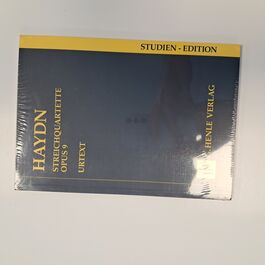 STUDIEN - EDITION
HAYDN
STREICHQUARTETTE
OPUS 9
URTEXT
HENLE VERLAG